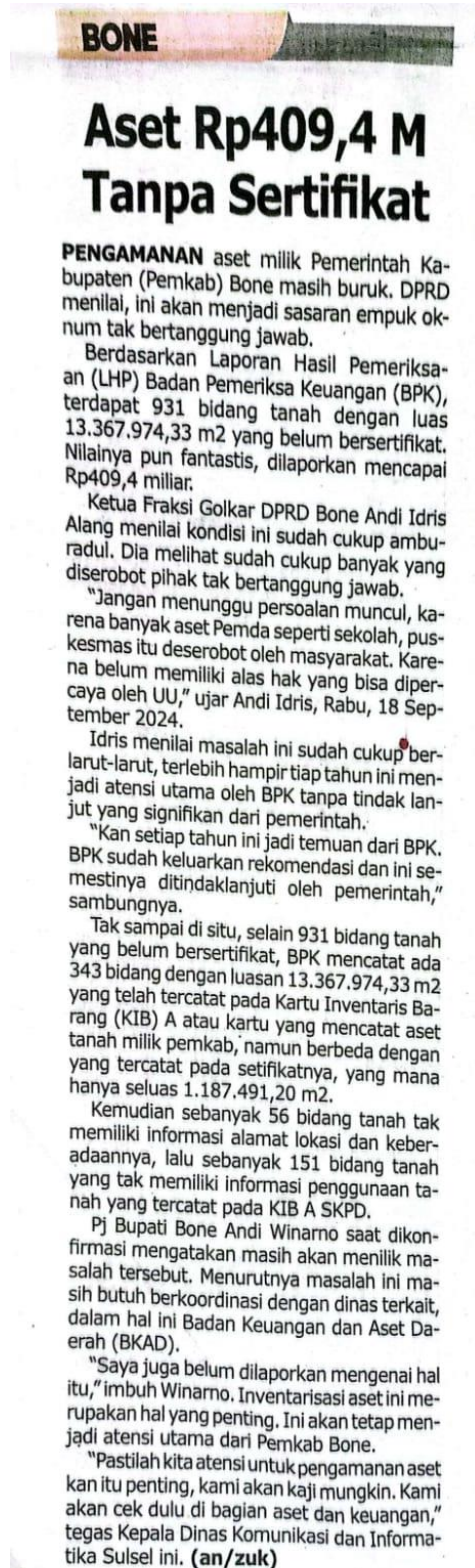 BONE
Aset Rp409,4 M
Tanpa Sertifikat
PENGAMANAN aset milik Pemerintah Ka-
bupaten (Pemkab) Bone masih buruk. DPRD
menilai, ini akan menjadi sasaran empuk ok-
num tak bertanggung jawab.
Berdasarkan Laporan Hasil Pemeriksa-
an (LHP) Badan Pemeriksa Keuangan (BPK),
terdapat 931 bidang tanah dengan luas
13.367.974,33 m2 yang belum bersertifikat.
Nilainya pun fantastis, dilaporkan mencapai
Rp409,4 miliar.
Ketua Fraksi Golkar DPRD Bone Andi Idris
Alang menilai kondisi ini sudah cukup ambu-
radul. Dia melihat sudah cukup banyak yang
diserobot pihak tak bertanggung jawab.
"Jangan menunggu persoalan muncul, ka-
rena banyak aset Pemda seperti sekolah, pus-
kesmas itu deserobot oleh masyarakat. Kare-
na belum memiliki alas hak yang bisa diper-
caya oleh UU," ujar Andi Idris, Rabu, 18 Sep-
tember 2024.
Idris menilai masalah ini sudah cukup ber-
larut-larut, terlebih hampir tiap tahun ini men-
jadi atensi utama oleh BPK tanpa tindak lan-
jut yang signifikan dari pemerintah.
"Kan setiap tahun ini jadi temuan dari BPK.
BPK sudah keluarkan rekomendasi dan ini se-
mestinya ditindaklanjuti oleh pemerintah,"
sambungnya.
Tak sampai di situ, selain 931 bidang tanah
yang belum bersertifikat, BPK mencatat ada
343 bidang dengan luasan 13.367.974,33 m2
yang telah tercatat pada Kartu Inventaris Ba-
rang (KIB) A atau kartu yang mencatat aset
tanah milik pemkab, namun berbeda dengan
yang tercatat pada setifikatnya, yang mana
hanya seluas 1.187.491,20 m2.
Kemudian sebanyak 56 bidang tanah tak
memiliki informasi alamat lokasi dan keber-
adaannya, lalu sebanyak 151 bidang tanah
yang tak memiliki informasi penggunaan ta-
nah yang tercatat pada KIB A SKPD.
Pj Bupati Bone Andi Winarno saat dikon-
firmasi mengatakan masih akan menilik ma-
salah tersebut. Menurutnya masalah ini ma-
sih butuh berkoordinasi dengan dinas terkait,
dalam hal ini Badan Keuangan dan Aset Da-
erah (BKAD).
"Saya juga belum dilaporkan mengenai hal
itu," imbuh Winarno. Inventarisasi aset ini me-
rupakan hal yang penting. Ini akan tetap men-
jadi atensi utama dari Pemkab Bone.
"Pastilah kita atensi untuk pengamanan aset
kan itu penting, kami akan kaji mungkin. Kami
akan cek dulu di bagian aset dan keuangan,"
tegas Kepala Dinas Komunikasi dan Informa-
tika Sulsel ini. (an/zuk)